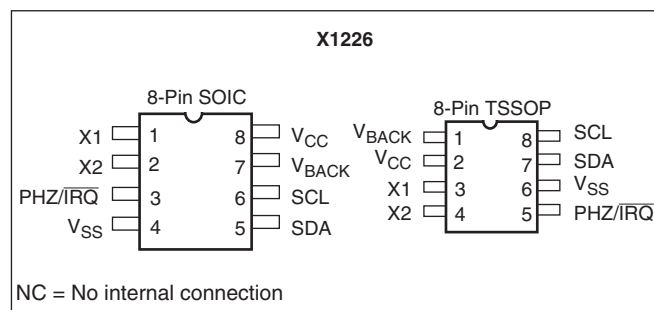 X1226
8-Pin SOIC
X1 1 8 VCC
X2 2 7 VBACK
PHZ/IRQ 3 6 SCL
VSS 4 5 SDA
8-Pin TSSOP
VBACK 1 8 SCL
VCC 2 7 SDA
X1 3 6 VSS
X2 4 5 PHZ/IRQ
NC = No internal connection